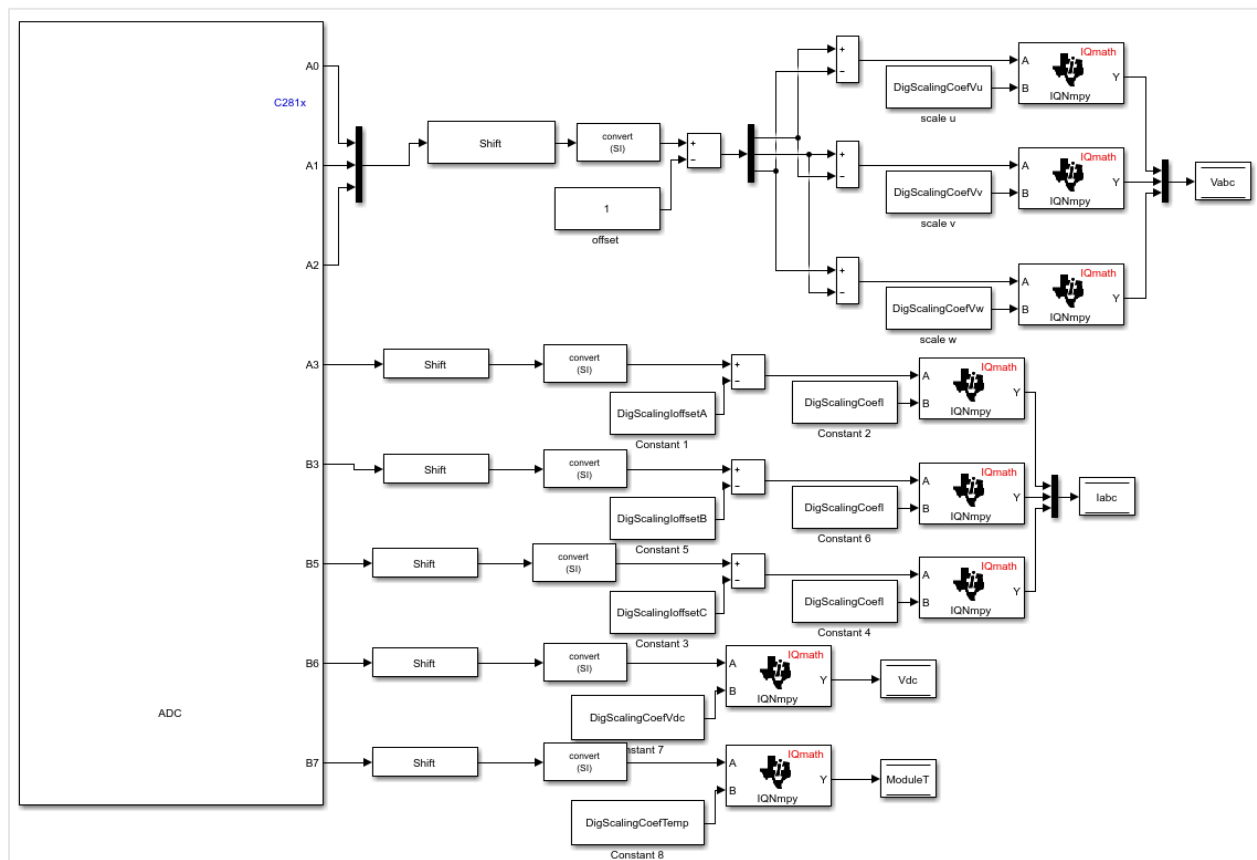 A0
C281x
A1
A2
A3
B3
B5
B6
B7
ADC
Shift
convert
(SI)
+
−
1
offset
+
−
DigScalingCoefVu
scale u
A
B
IQmath
Y
IQNmpy
+
−
DigScalingCoefVv
scale v
A
B
IQmath
Y
IQNmpy
+
−
DigScalingCoefVw
scale w
A
B
IQmath
Y
IQNmpy
Vabc
Shift
convert
(SI)
+
−
DigScalingIoffsetA
Constant 1
DigScalingCoefI
Constant 2
A
B
IQmath
Y
IQNmpy
Shift
convert
(SI)
+
−
DigScalingIoffsetB
Constant 5
DigScalingCoefI
Constant 6
A
B
IQmath
Y
IQNmpy
Iabc
Shift
convert
(SI)
+
−
DigScalingIoffsetC
Constant 3
DigScalingCoefI
Constant 4
A
B
IQmath
Y
IQNmpy
Shift
convert
(SI)
DigScalingCoefVdc
7
A
B
IQmath
Y
IQNmpy
Vdc
Shift
convert
(SI)
DigScalingCoefTemp
Constant 8
A
B
IQmath
Y
IQNmpy
ModuleT